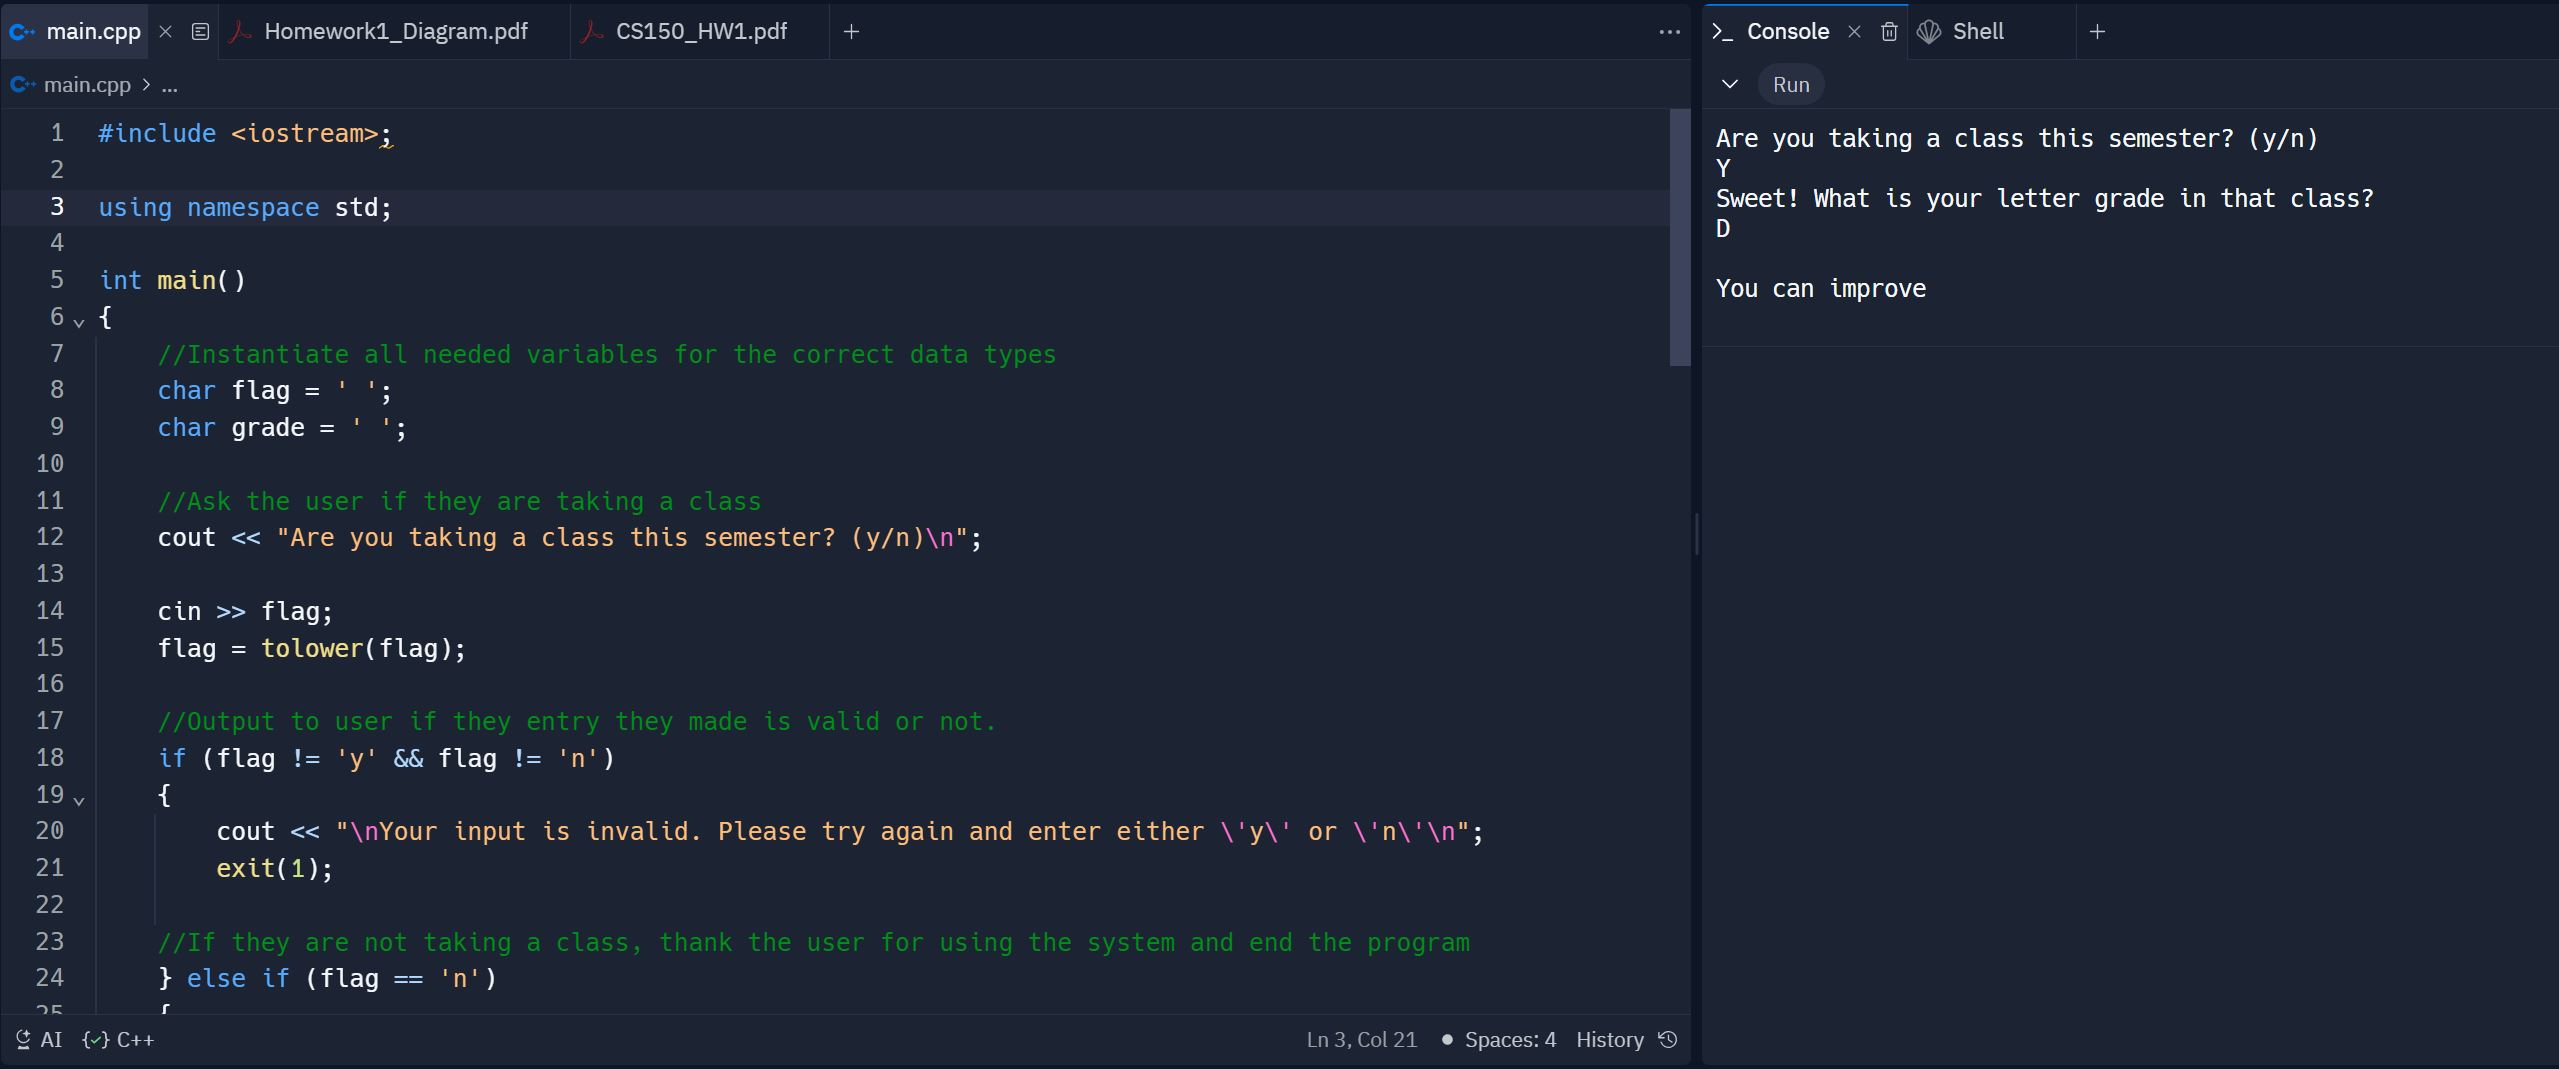 main.cpp
Homework1_Diagram.pdf
CS150_HW1.pdf
main.cpp > ...
1 #include <iostream>;
2
3 using namespace std;
4
5 int main()
6 {
7 //Instantiate all needed variables for the correct data types
8 char flag = ' ';
9 char grade = ' ';
10
11 //Ask the user if they are taking a class
12 cout << "Are you taking a class this semester? (y/n)\n";
13
14 cin >> flag;
15 flag = tolower(flag);
16
17 //Output to user if they entry they made is valid or not.
18 if (flag != 'y' && flag != 'n')
19 {
20 cout << "\nYour input is invalid. Please try again and enter either \'y\' or \'n\'\n";
21 exit(1);
22
23 //If they are not taking a class, thank the user for using the system and end the program
24 } else if (flag == 'n')
25 {
AI {✓} C++
Ln 3, Col 21 • Spaces: 4 History
>_ Console
Shell
Run
Are you taking a class this semester? (y/n)
Y
Sweet! What is your letter grade in that class?
D
You can improve